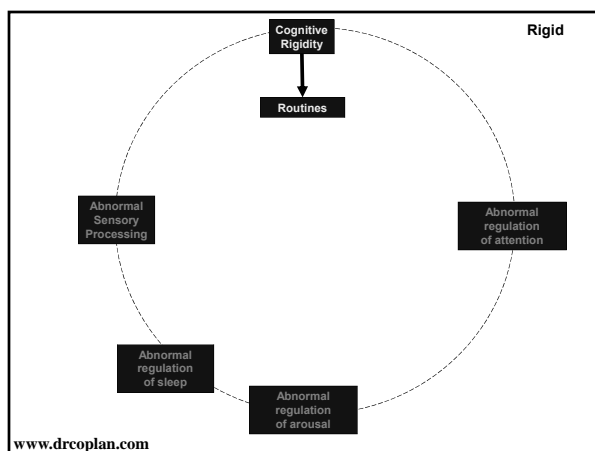 Rigid
Cognitive
Rigidity
Routines
Abnormal
Sensory
Processing
Abnormal
regulation
of attention
Abnormal
regulation
of sleep
Abnormal
regulation
of arousal
www.drcoplan.com